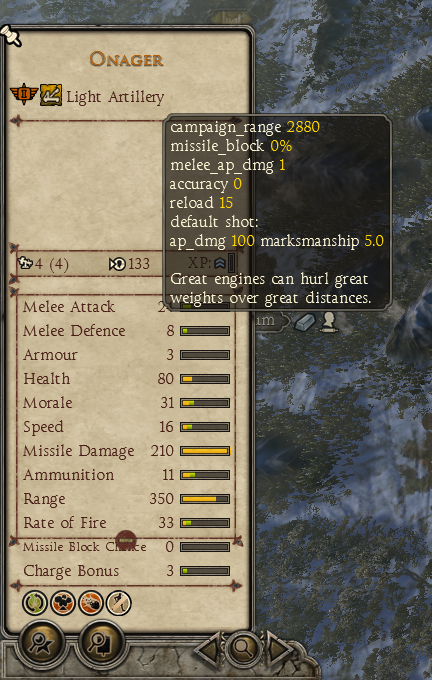 Onager
II
Light Artillery
campaign_range 2880
missile_block 0%
melee_ap_dmg 1
accuracy 0
reload 15
default shot:
ap_dmg 100 marksmanship 5.0
Great engines can hurl great
weights over great distances.
4 (4) 133 XP:
Melee Attack
Melee Defence 8
Armour 3
Health 80
Morale 31
Speed 16
Missile Damage 210
Ammunition 11
Range 350
Rate of Fire 33
Missile Block Chance 0
Charge Bonus 3